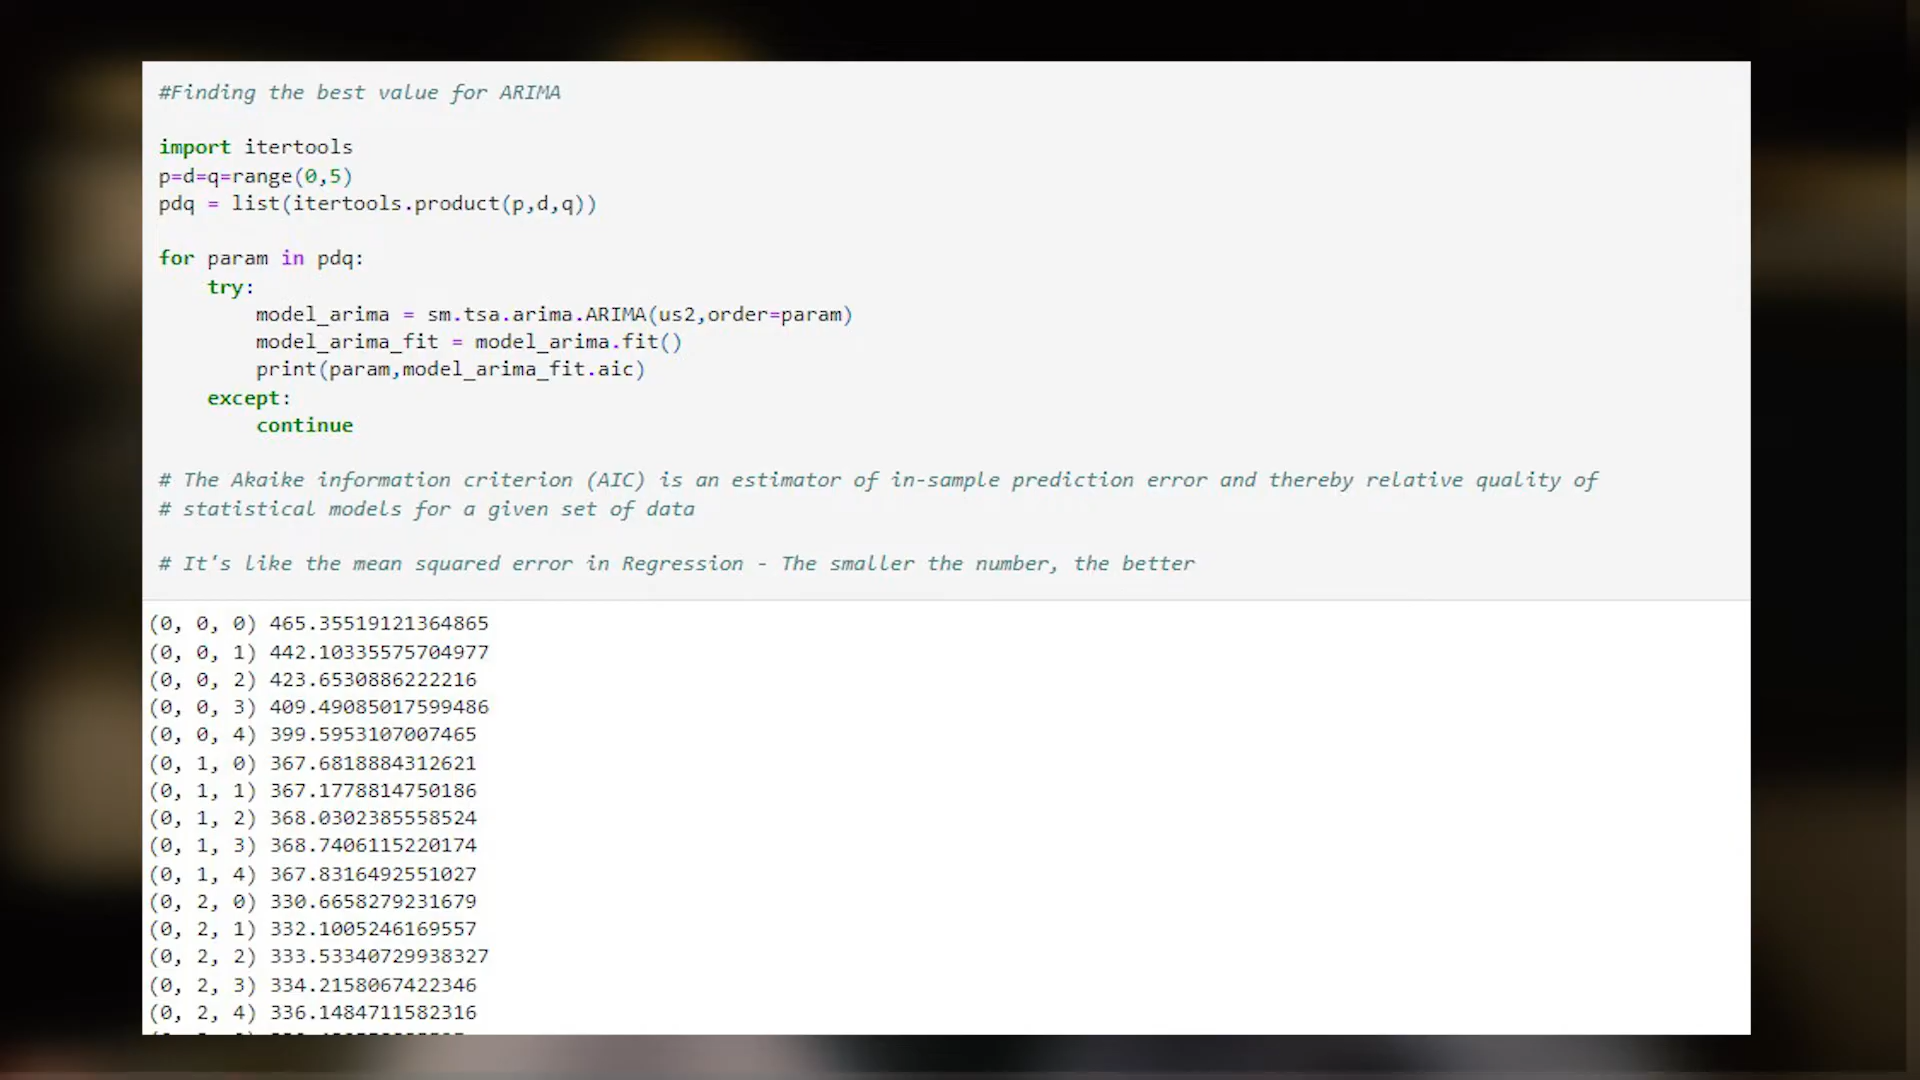 #Finding the best value for ARIMA
import itertools
p=d=q=range(0,5)
pdq = list(itertools.product(p,d,q))
for param in pdq:
try:
model_arima = sm.tsa.arima.ARIMA(us2,order=param)
model_arima_fit = model_arima.fit()
print(param,model_arima_fit.aic)
except:
continue
# The Akaike information criterion (AIC) is an estimator of in-sample prediction error and thereby relative quality of
# statistical models for a given set of data
# It's like the mean squared error in Regression - The smaller the number, the better
(0, 0, 0) 465.35519121364865
(0, 0, 1) 442.10335575704977
(0, 0, 2) 423.6530886222216
(0, 0, 3) 409.49085017599486
(0, 0, 4) 399.5953107007465
(0, 1, 0) 367.6818884312621
(0, 1, 1) 367.1778814750186
(0, 1, 2) 368.0302385558524
(0, 1, 3) 368.7406115220174
(0, 1, 4) 367.8316492551027
(0, 2, 0) 330.6658279231679
(0, 2, 1) 332.1005246169557
(0, 2, 2) 333.53340729938327
(0, 2, 3) 334.2158067422346
(0, 2, 4) 336.1484711582316